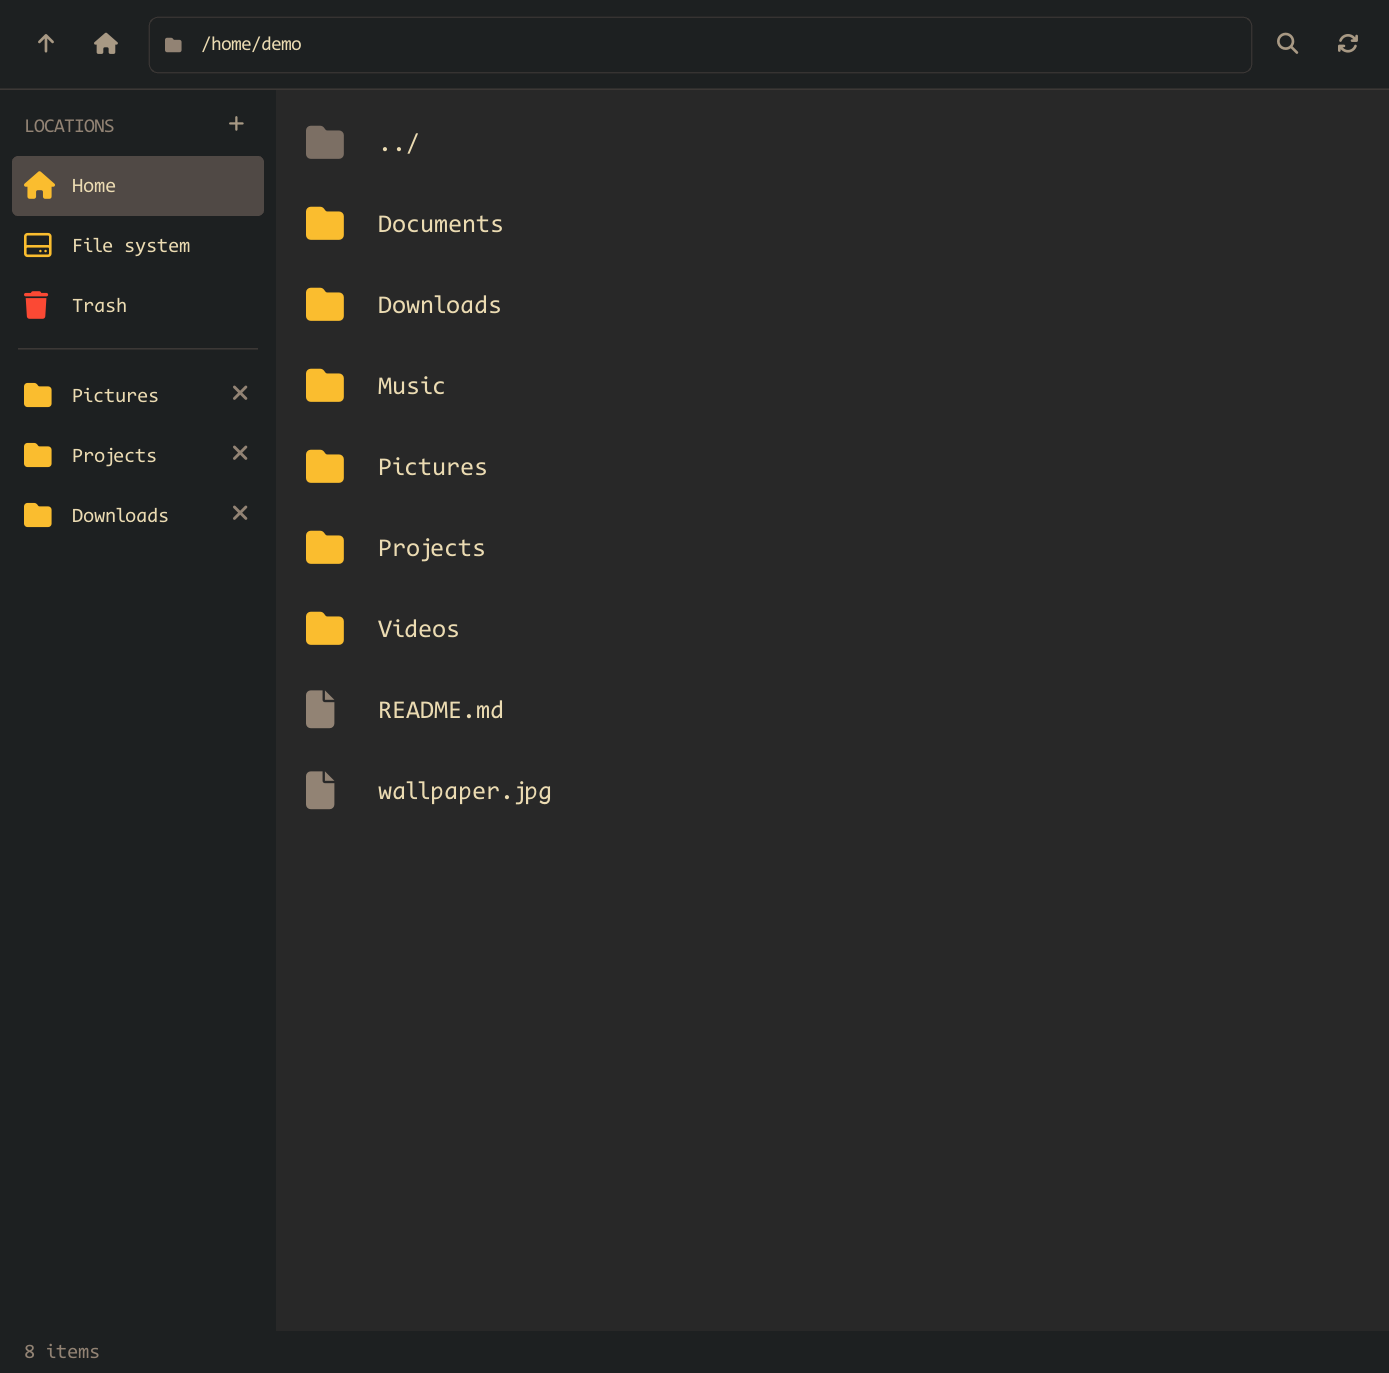 /home/demo
LOCATIONS
Home
File system
Trash
Pictures
Projects
Downloads
../
Documents
Downloads
Music
Pictures
Projects
Videos
README.md
wallpaper.jpg
8 items